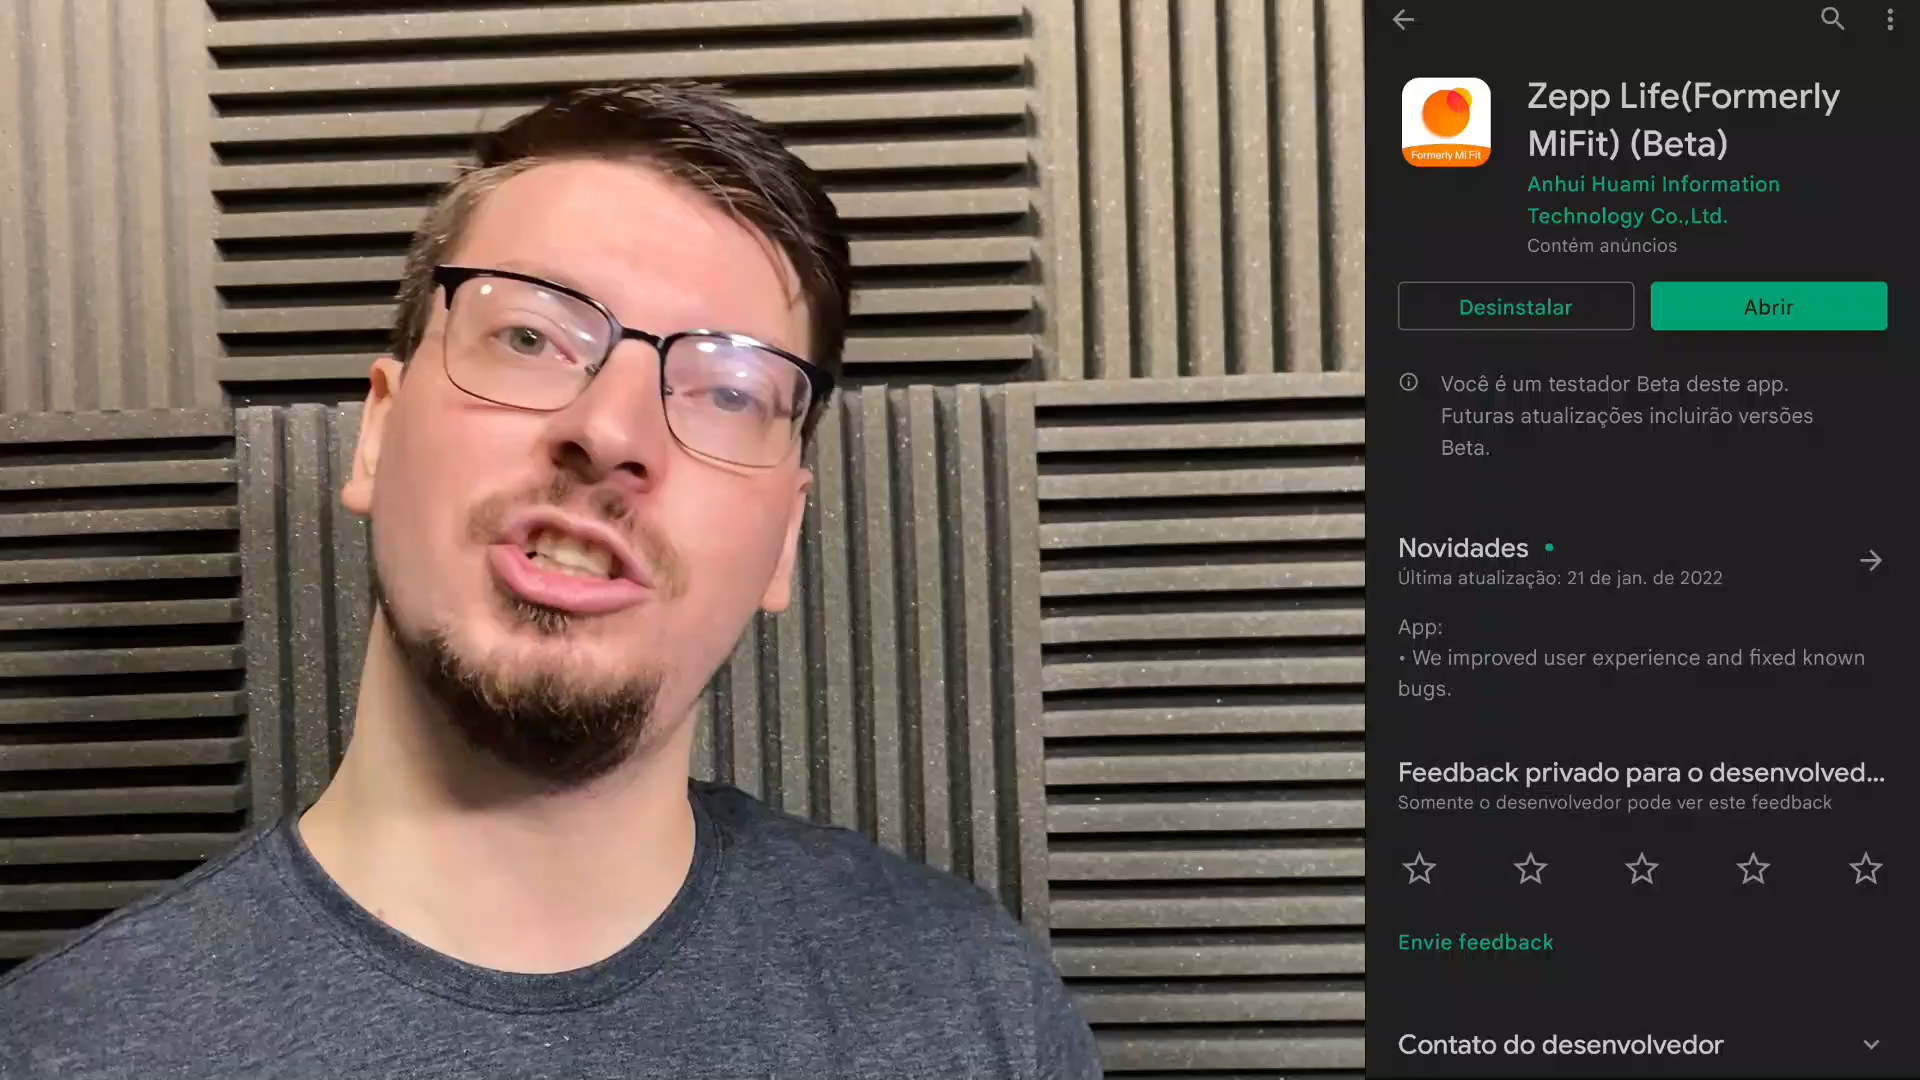 Zepp Life(Formerly
MiFit) (Beta)
Formerly Mi Fit
Anhui Huami Information
Technology Co.,Ltd.
Contém anúncios
Desinstalar
Abrir
Você é um testador Beta deste app.
Futuras atualizações incluirão versões
Beta.
Novidades
Última atualização: 21 de jan. de 2022
App:
• We improved user experience and fixed known
bugs.
Feedback privado para o desenvolved...
Somente o desenvolvedor pode ver este feedback
Envie feedback
Contato do desenvolvedor